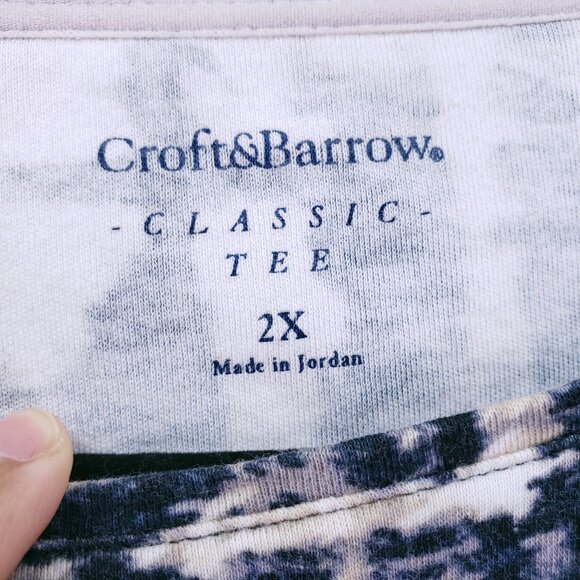 Croft&Barrow®
- CLASSIC -
TEE
2X
Made in Jordan